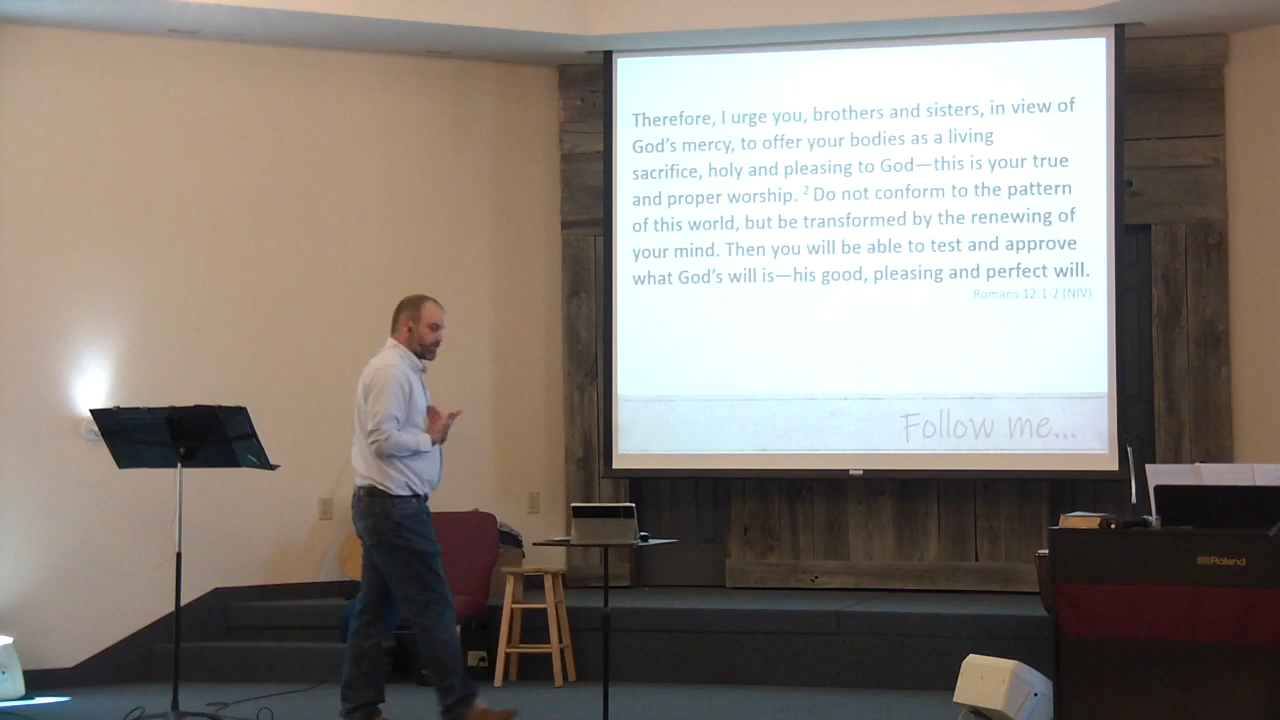 Therefore, I urge you, brothers and sisters, in view of
God’s mercy, to offer your bodies as a living
sacrifice, holy and pleasing to God—this is your true
and proper worship. ² Do not conform to the pattern
of this world, but be transformed by the renewing of
your mind. Then you will be able to test and approve
what God’s will is—his good, pleasing and perfect will.
Romans 12:1-2 (NIV)
Follow me...
Roland